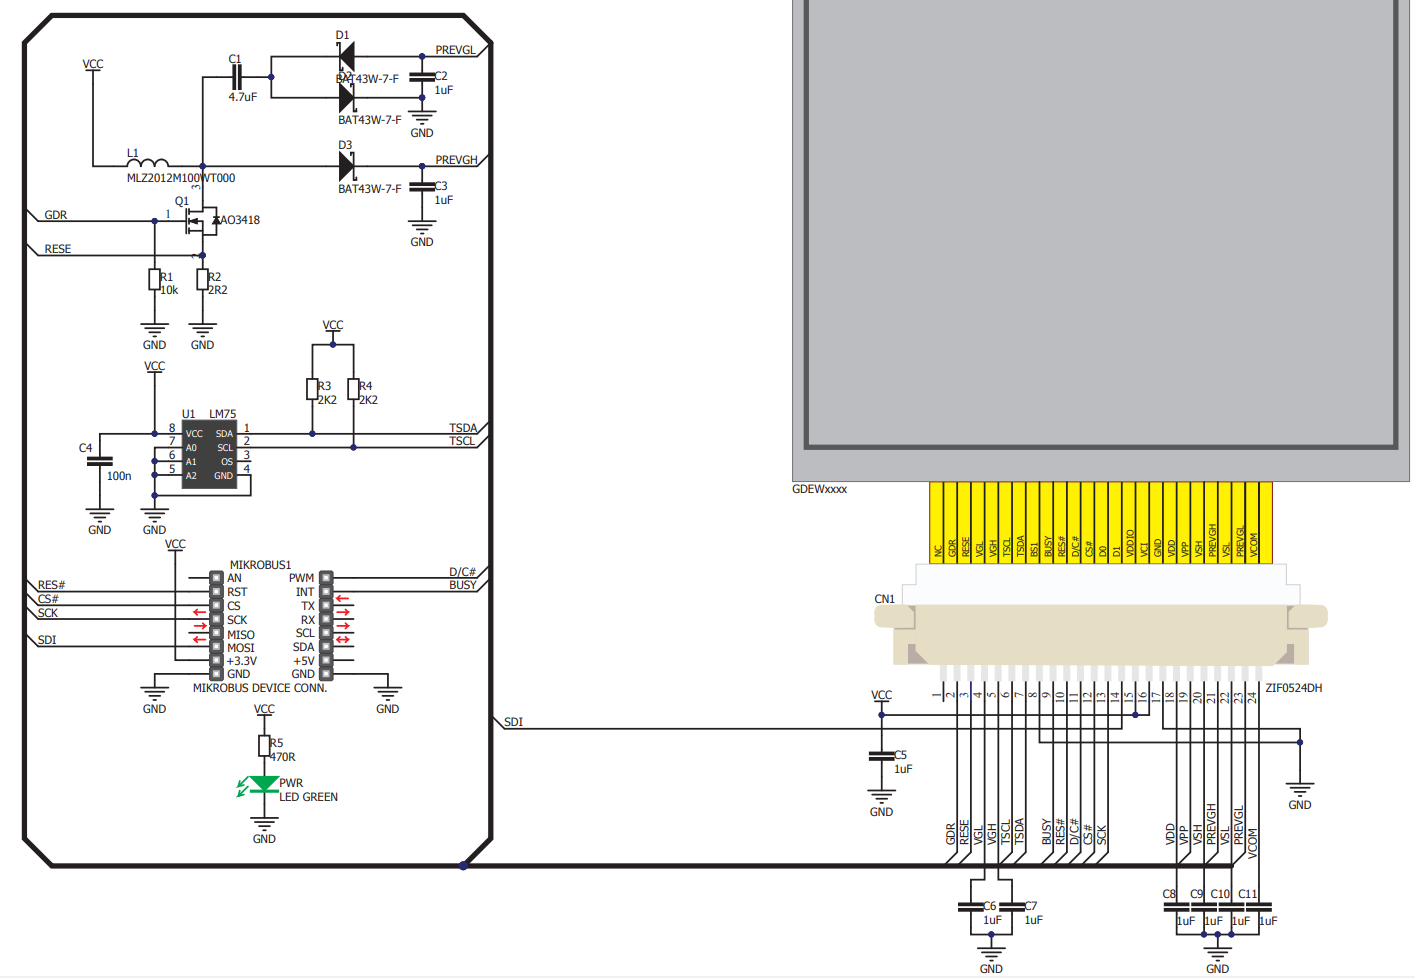 D1
PREVGL
C1
VCC
D2
BAT43W-7-F
C2
1uF
4.7uF
BAT43W-7-F
GND
L1
D3
PREVGH
MLZ2012M100WT000
BAT43W-7-F
C3
1uF
3
Q1
GDR
1
AO3418
GND
RESE
2
R1
10k
R2
2R2
GND
GND
VCC
VCC
R3
2K2
R4
2K2
U1 LM75
8 VCC SDA 1
TSDA
7 A0 SCL 2
TSCL
6 A1 OS 3
5 A2 GND 4
C4
100n
GND
GND
VCC
MIKROBUS1
AN PWM
D/C#
RES#
RST INT
BUSY
CS#
CS TX
SCK
SCK RX
MISO SCL
SDI
MOSI SDA
+3.3V +5V
GND GND
MIKROBUS DEVICE CONN.
GND
GND
VCC
R5
470R
PWR
LED GREEN
GND
GDEWxxxx
NC
GDR
RESE
VGL
VGH
TSCL
TSDA
BS1
BUSY
RES#
D/C#
CS#
D0
D1
VDDIO
VCI
GND
VDD
VPP
VSH
PREVGH
VSL
PREVGL
VCOM
CN1
ZIF0524DH
1
2
3
4
5
6
7
8
9
10
11
12
13
14
15
16
17
18
19
20
21
22
23
24
VCC
SDI
C5
1uF
GND
GND
GDR
RESE
VGL
VGH
TSCL
TSDA
BUSY
RES#
D/C#
CS#
SCK
VDD
VPP
VSH
PREVGH
VSL
PREVGL
VCOM
C6
1uF
C7
1uF
GND
C8
1uF
C9
1uF
C10
1uF
C11
1uF
GND